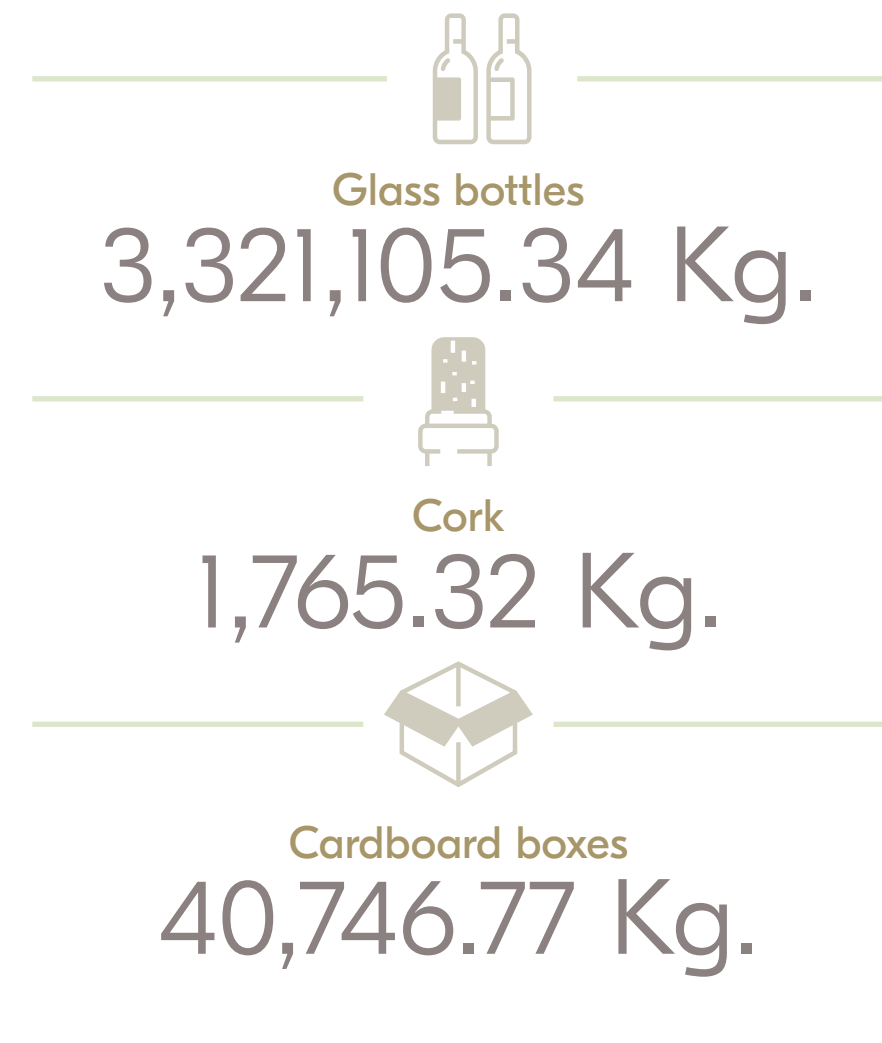 Glass bottles
3,321,105.34 Kg.
Cork
1,765.32 Kg.
Cardboard boxes
40,746.77 Kg.